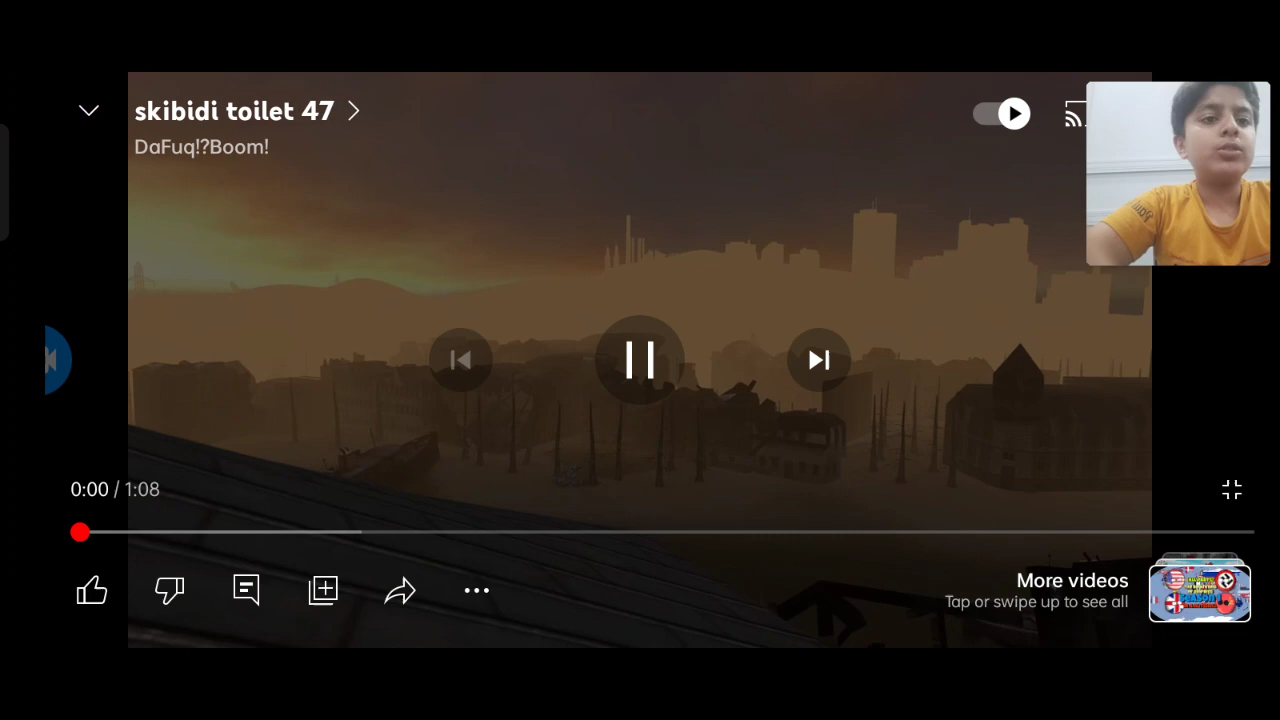 skibidi toilet 47
DaFuq!?Boom!
0:00 / 1:08
More videos
Tap or swipe up to see all